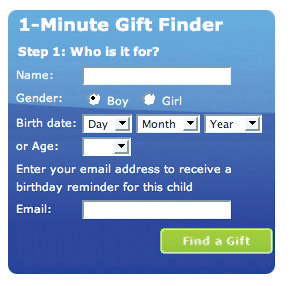 1-Minute Gift Finder
Step 1: Who is it for?
Name:
Gender: Boy Girl
Birth date: Day Month Year
or Age:
Enter your email address to receive a
birthday reminder for this child
Email:
Find a Gift